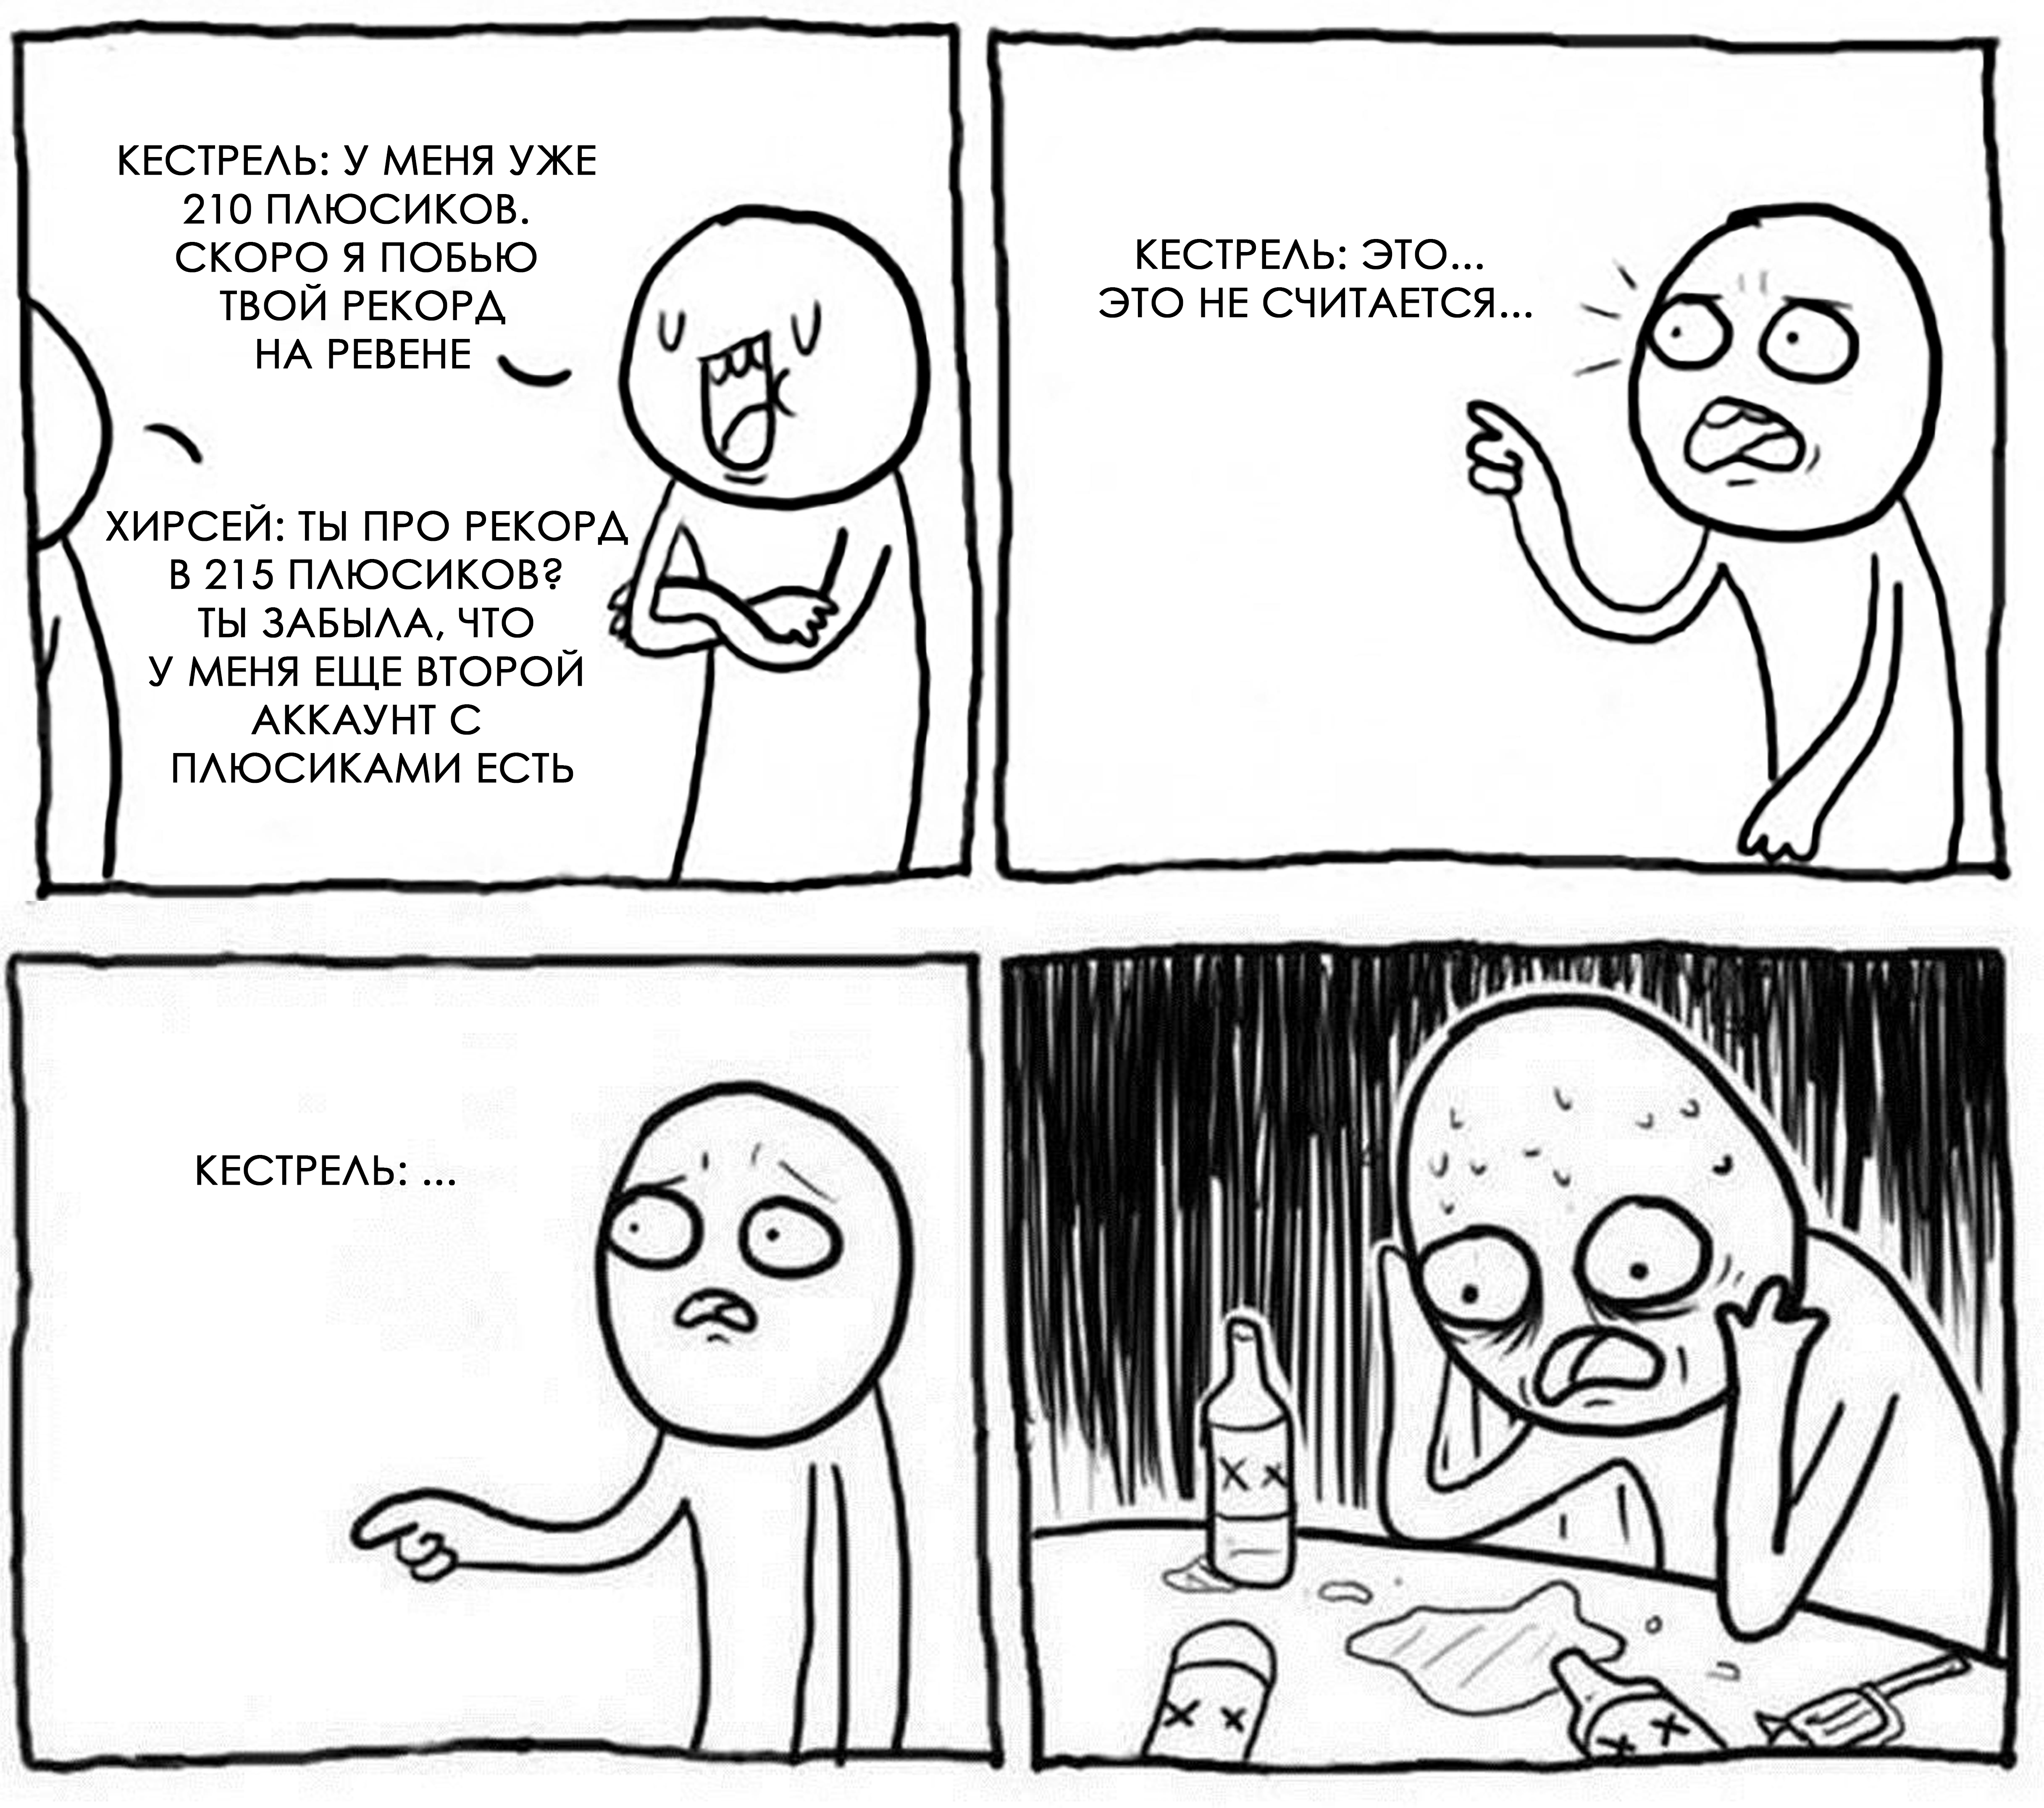 КЕСТРЕЛЬ: У МЕНЯ УЖЕ
210 ПЛЮСИКОВ.
СКОРО Я ПОБЬЮ
ТВОЙ РЕКОРД
НА РЕВЕНЕ
ХИРСЕЙ: ТЫ ПРО РЕКОРД
В 215 ПЛЮСИКОВ?
ТЫ ЗАБЫЛА, ЧТО
У МЕНЯ ЕЩЕ ВТОРОЙ
АККАУНТ С
ПЛЮСИКАМИ ЕСТЬ
КЕСТРЕЛЬ: ЭТО...
ЭТО НЕ СЧИТАЕТСЯ...
КЕСТРЕЛЬ: ...
X X
X X
X X